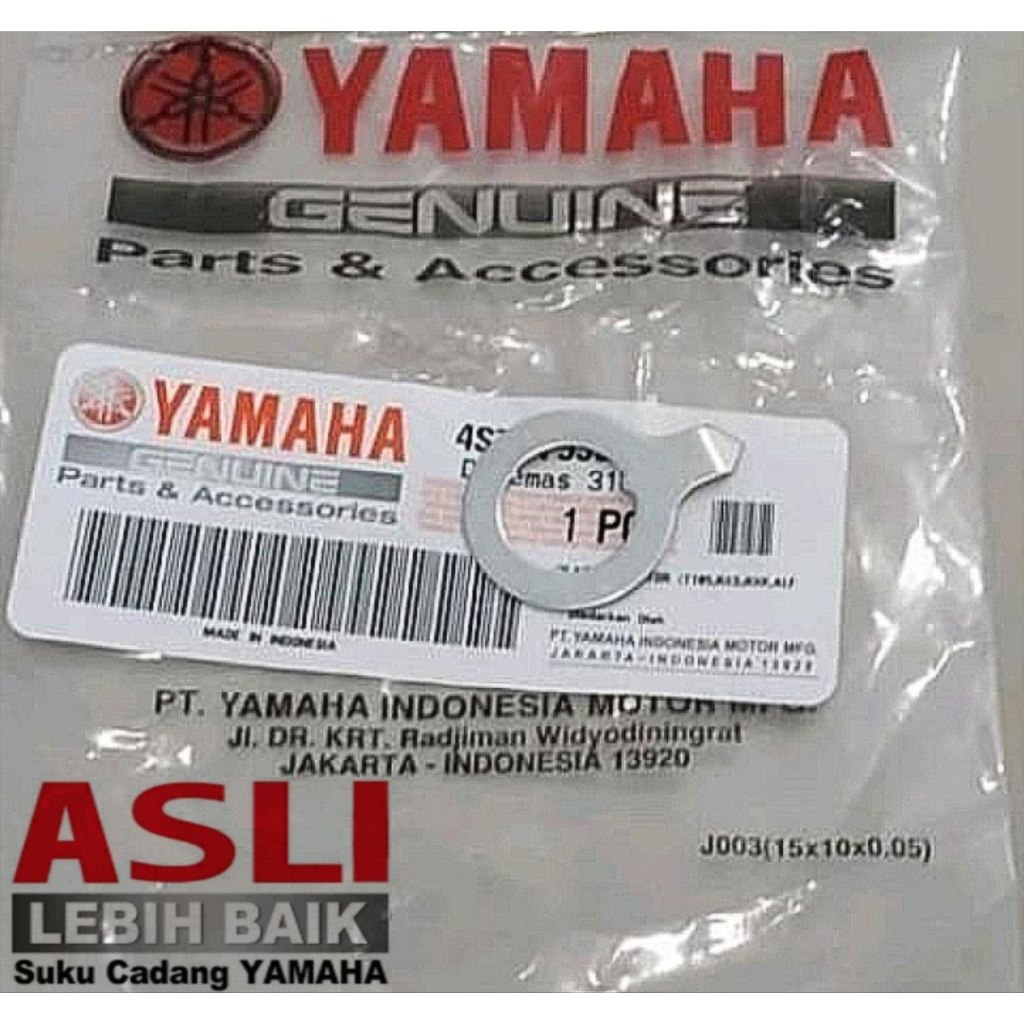 YAMAHA
GENUINE
Parts & Accessories
YAMAHA
GENUINE
Parts & Accessories
1
MADE IN INDONESIA
PT. YAMAHA INDONESIA MOTOR MFG
JAKARTA-INDONESIA 13920
PT. YAMAHA INDONESIA MOTOR MFG.
Jl. DR. KRT. Radjiman Widyodiningrat
JAKARTA - INDONESIA 13920
J003(15x10x0.05)
ASLI
LEBIH BAIK
Suku Cadang YAMAHA